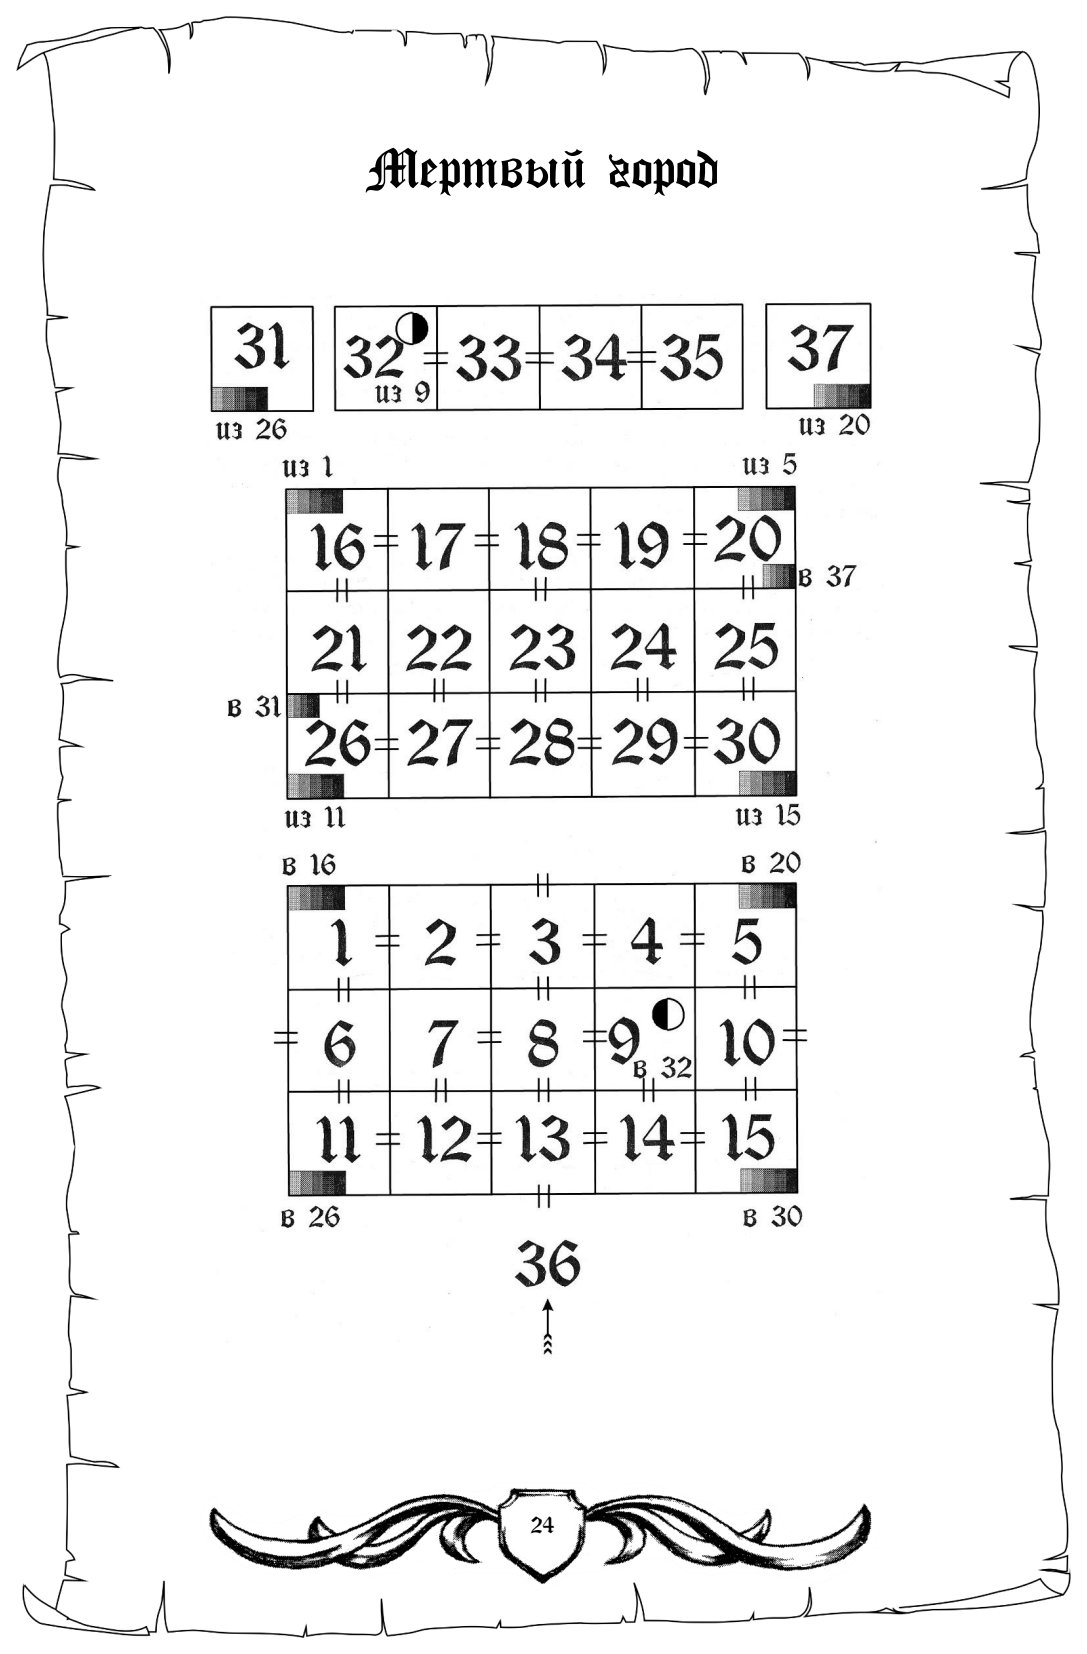 Мертвый город
31 32 = 33 = 34 = 35 37
из 9
из 26 из 20
из 1 из 5
16 = 17 = 18 = 19 = 20
в 37
21 22 23 24 25
в 31
26 = 27 = 28 = 29 = 30
из 11 из 15
в 16 в 20
1 = 2 = 3 = 4 = 5
6 7 = 8 = 9 10
в 32
11 = 12 = 13 = 14 = 15
в 26 в 30
36
24